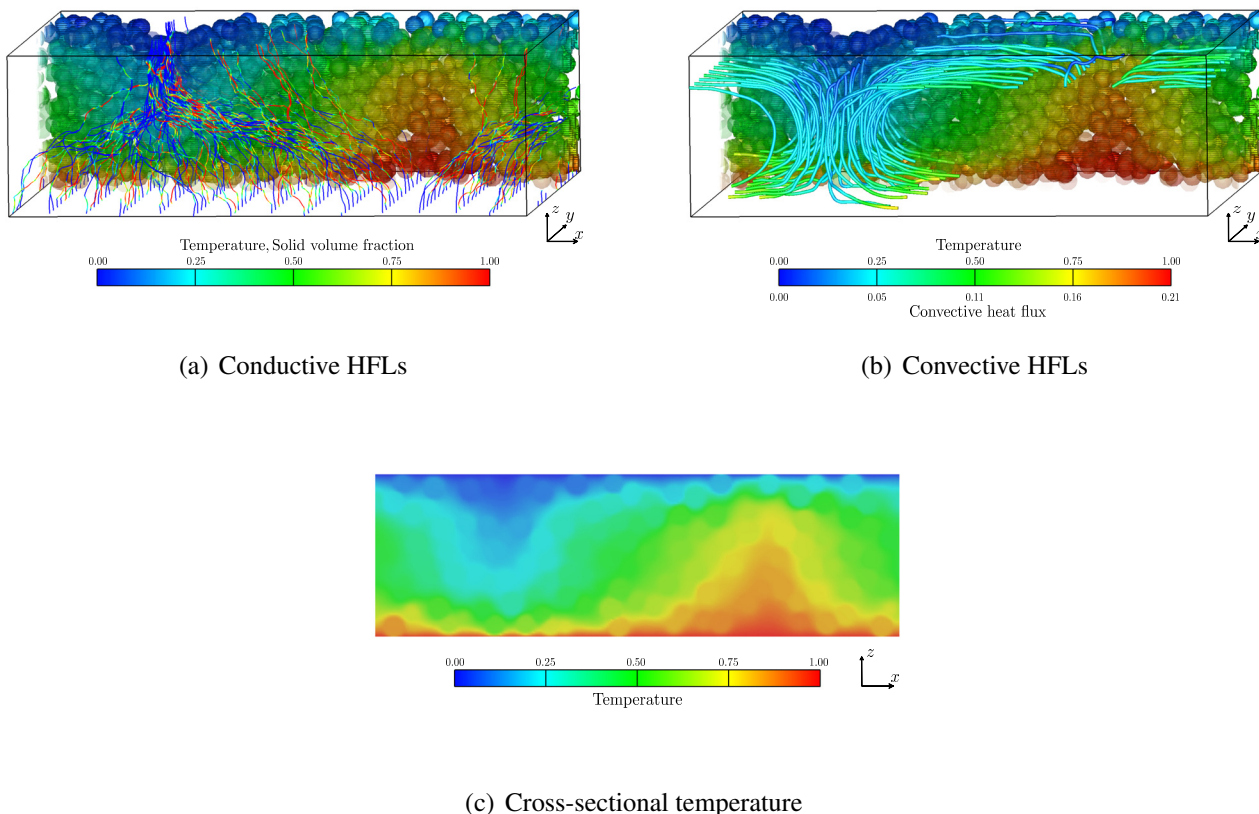 z
y
x
Temperature, Solid volume fraction
0.00 0.25 0.50 0.75 1.00
(a) Conductive HFLs
z
y
x
Temperature
0.00 0.25 0.50 0.75 1.00
0.00 0.05 0.11 0.16 0.21
Convective heat flux
(b) Convective HFLs
0.00 0.25 0.50 0.75 1.00
Temperature
z
x
(c) Cross-sectional temperature